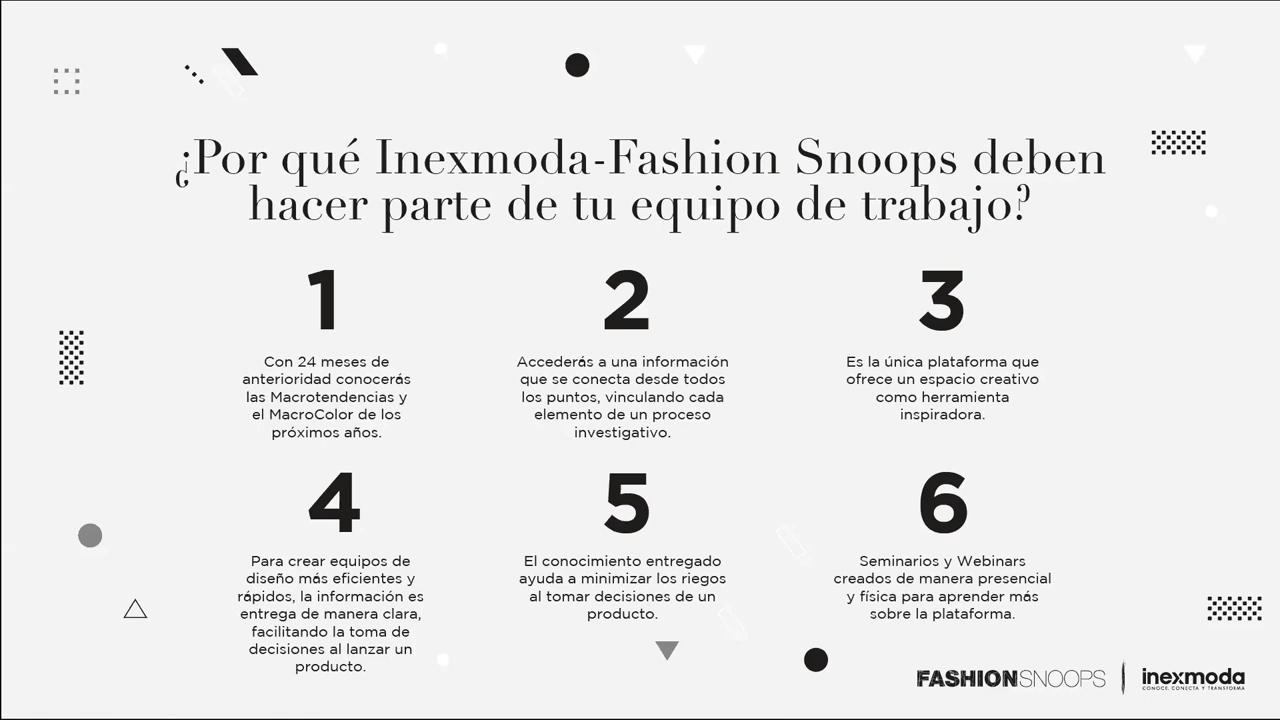 ¿Por qué Inexmoda-Fashion Snoops deben
hacer parte de tu equipo de trabajo?
1
Con 24 meses de
anterioridad conocerás
las Macrotendencias y
el MacroColor de los
próximos años.
2
Accederás a una información
que se conecta desde todos
los puntos, vinculando cada
elemento de un proceso
investigativo.
3
Es la única plataforma que
ofrece un espacio creativo
como herramienta
inspiradora.
4
Para crear equipos de
diseño más eficientes y
rápidos, la información es
entrega de manera clara,
facilitando la toma de
decisiones al lanzar un
producto.
5
El conocimiento entregado
ayuda a minimizar los riegos
al tomar decisiones de un
producto.
6
Seminarios y Webinars
creados de manera presencial
y física para aprender más
sobre la plataforma.
FASHIONSNOOPS
inexmoda
CONOCE, CONECTA Y TRANSFORMA